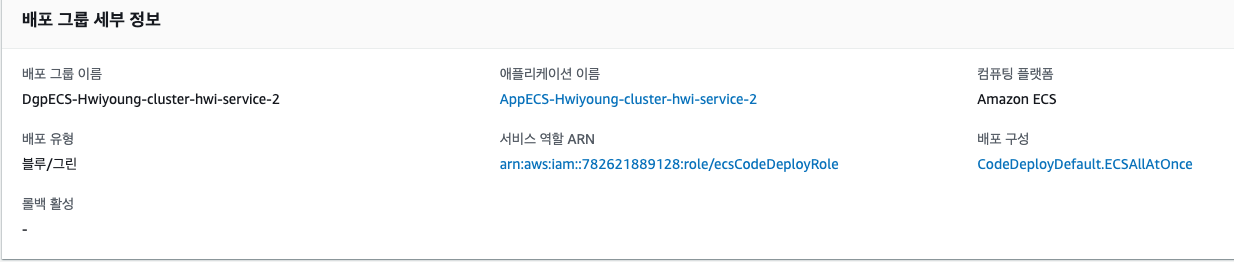 배포 그룹 세부 정보
배포 그룹 이름
DgpECS-Hwiyoung-cluster-hwi-service-2
애플리케이션 이름
AppECS-Hwiyoung-cluster-hwi-service-2
컴퓨팅 플랫폼
Amazon ECS
배포 유형
블루/그린
서비스 역할 ARN
arn:aws:iam::782621889128:role/ecsCodeDeployRole
배포 구성
CodeDeployDefault.ECSAllAtOnce
롤백 활성
-